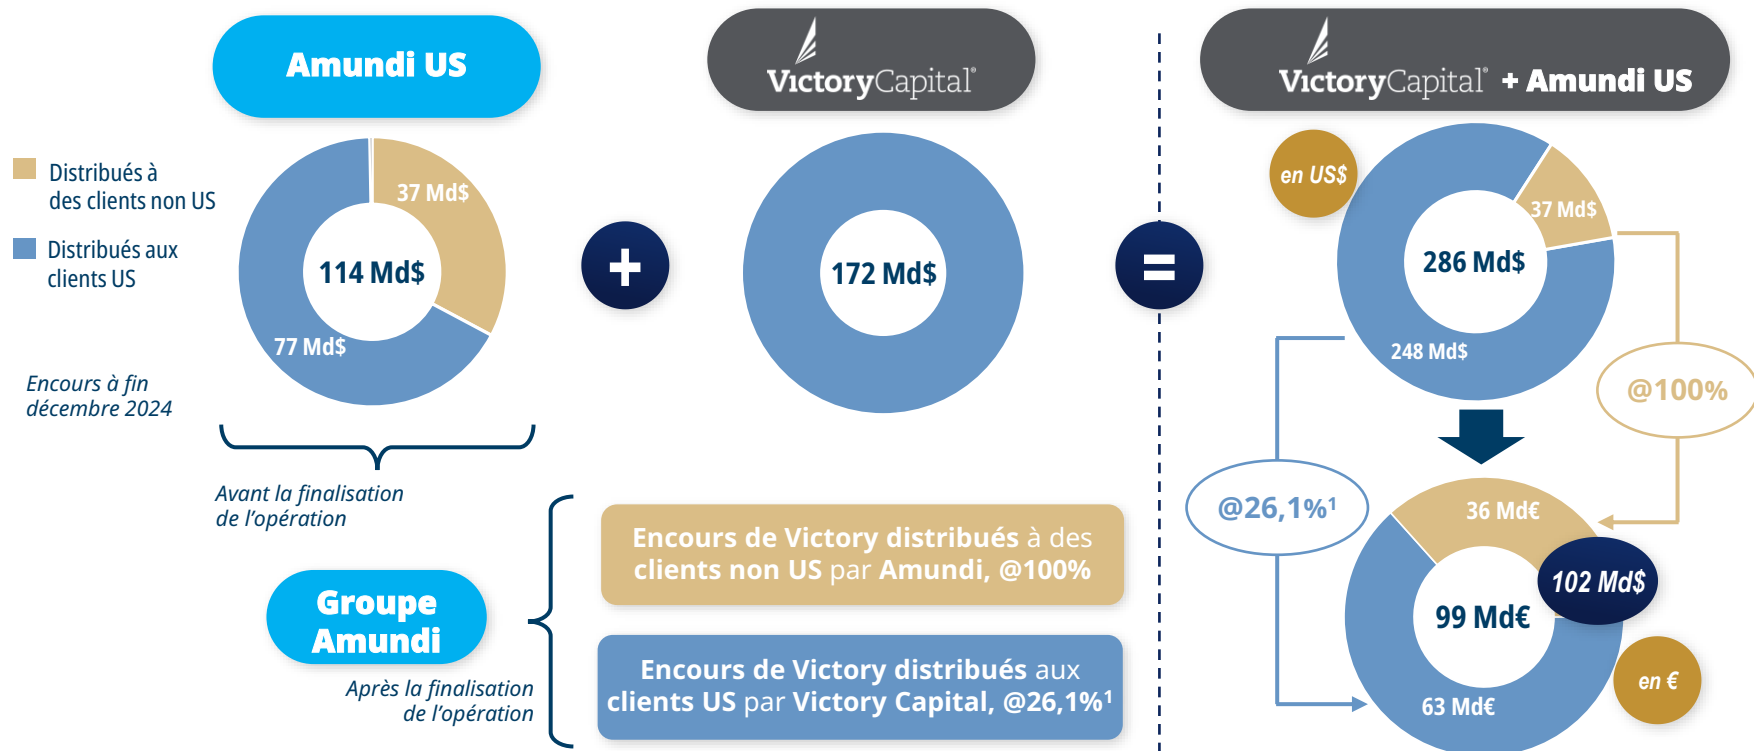 Amundi US
VictoryCapital®
VictoryCapital® + Amundi US
Distribués à
des clients non US
Distribués aux
clients US
37 Md$
114 Md$
77 Md$
+
172 Md$
=
en US$
37 Md$
286 Md$
248 Md$
@100%
Encours à fin
décembre 2024
Avant la finalisation
de l'opération
@26,1%¹
Groupe
Amundi
Après la finalisation
de l'opération
Encours de Victory distribués à des
clients non US par Amundi, @100%
Encours de Victory distribués aux
clients US par Victory Capital, @26,1%¹
36 Md€
102 Md$
99 Md€
63 Md€
en €